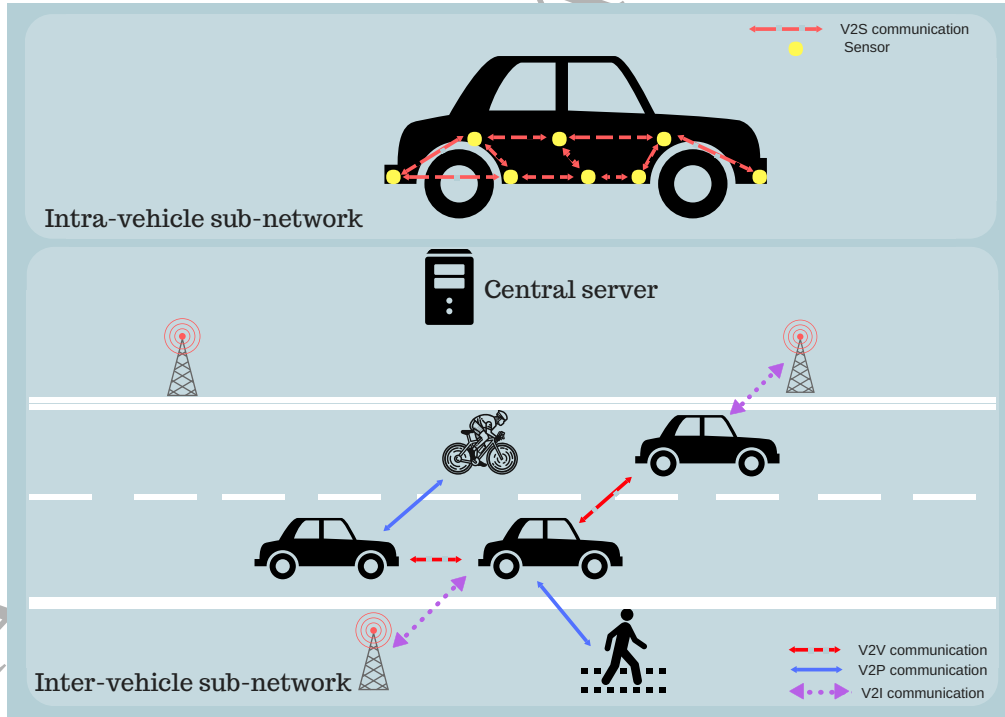 V2S communication
Sensor
Intra-vehicle sub-network
Central server
V2V communication
V2P communication
V2I communication
Inter-vehicle sub-network